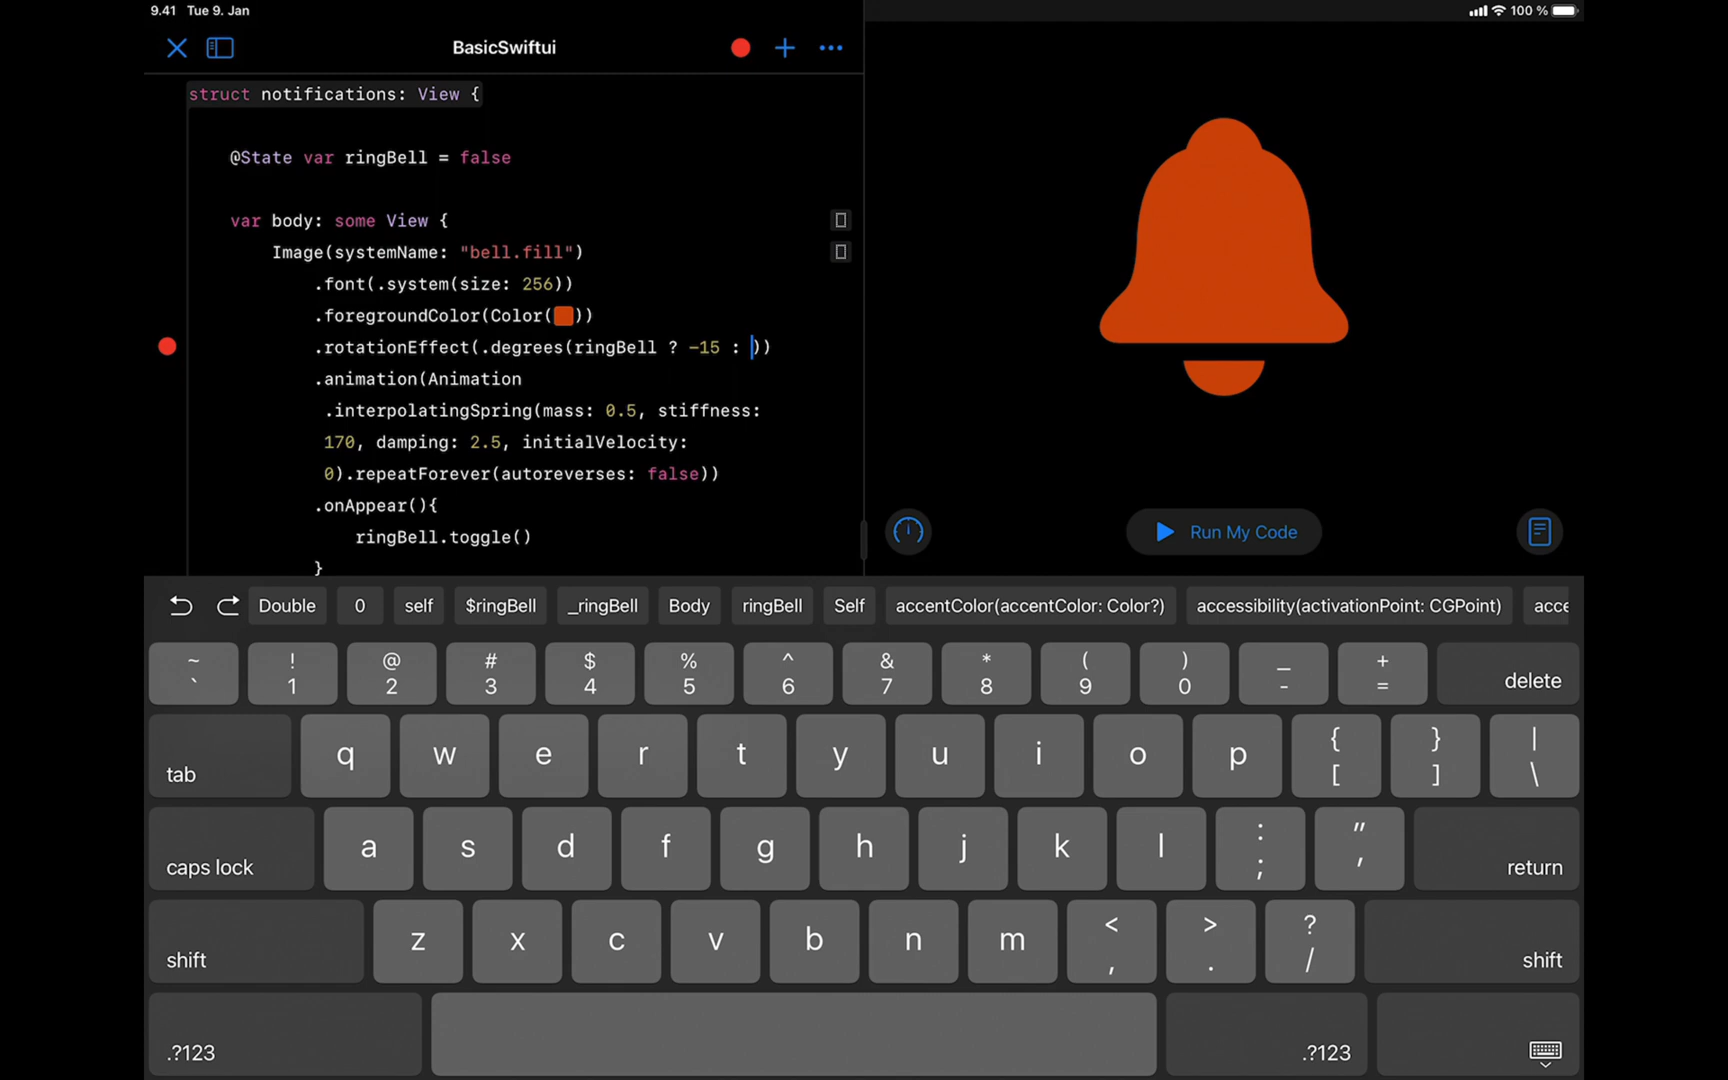 9.41 Tue 9. Jan
100 %
BasicSwiftui
struct notifications: View {
@State var ringBell = false
var body: some View {
Image(systemName: "bell.fill")
.font(.system(size: 256))
.foregroundColor(Color( ))
.rotationEffect(.degrees(ringBell ? -15 : ))
.animation(Animation
.interpolatingSpring(mass: 0.5, stiffness:
170, damping: 2.5, initialVelocity:
0).repeatForever(autoreverses: false))
.onAppear(){
ringBell.toggle()
}
Run My Code
Double 0 self $ringBell _ringBell Body ringBell Self accentColor(accentColor: Color?) accessibility(activationPoint: CGPoint) acce
~ ! @ # $ % ^ & * ( ) _ +
` 1 2 3 4 5 6 7 8 9 0 - = delete
tab q w e r t y u i o p { [ } ] | \
caps lock a s d f g h j k l : ; " ' return
shift z x c v b n m < , > . ? / shift
.?123 .?123